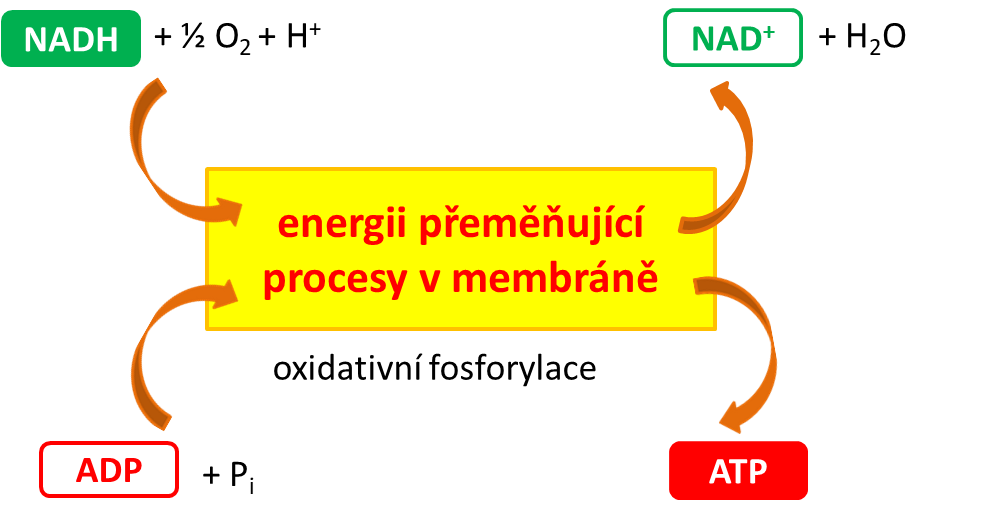 NADH + ½ O₂ + H⁺
NAD⁺ + H₂O
energii přeměňující
procesy v membráně
oxidativní fosforylace
ADP + Pᵢ
ATP